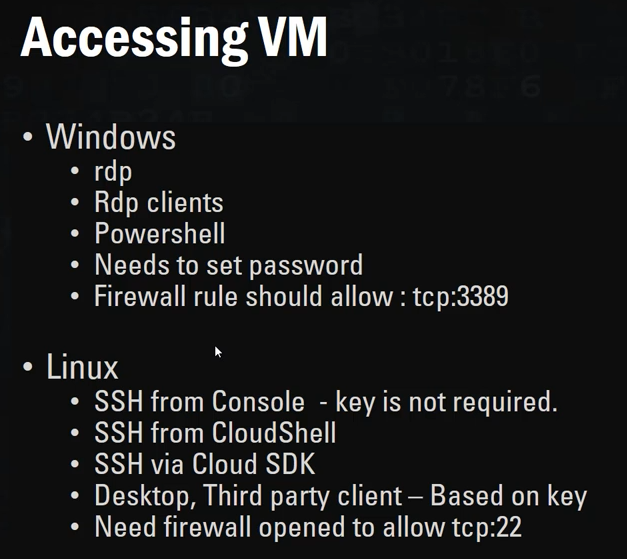 Accessing VM
• Windows
• rdp
• Rdp clients
• Powershell
• Needs to set password
• Firewall rule should allow : tcp:3389
• Linux
• SSH from Console - key is not required.
• SSH from CloudShell
• SSH via Cloud SDK
• Desktop, Third party client – Based on key
• Need firewall opened to allow tcp:22